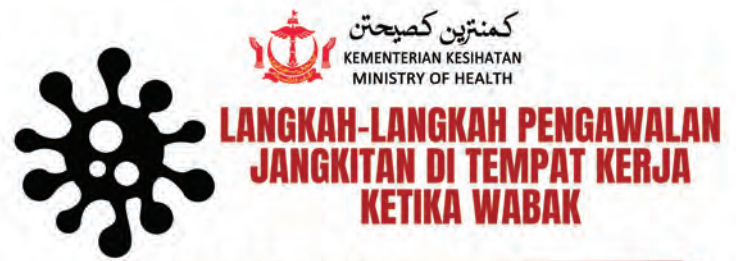 كمنترين كصيحتن
KEMENTERIAN KESIHATAN
MINISTRY OF HEALTH
LANGKAH-LANGKAH PENGAWALAN
JANGKITAN DI TEMPAT KERJA
KETIKA WABAK